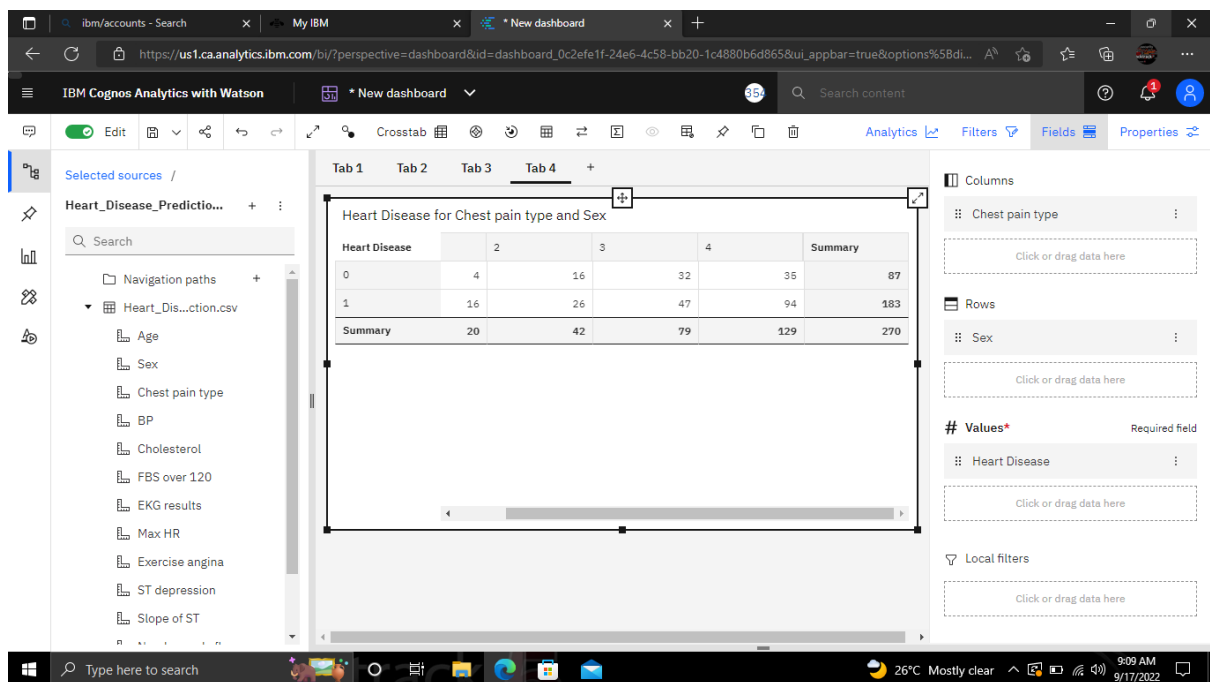 ibm/accounts - Search
My IBM
* New dashboard
https://us1.ca.analytics.ibm.com/bi/?perspective=dashboard&id=dashboard_0c2efe1f-24e6-4c58-bb20-1c4880b6d865&ui_appbar=true&options%5Bdi...
IBM Cognos Analytics with Watson
* New dashboard
354
Search content
1
Edit
Crosstab
Analytics
Filters
Fields
Properties
Selected sources /
Heart_Disease_Predictio...
Search
Navigation paths
Heart_Dis...ction.csv
Age
Sex
Chest pain type
BP
Cholesterol
FBS over 120
EKG results
Max HR
Exercise angina
ST depression
Slope of ST
Tab 1 Tab 2 Tab 3 Tab 4 +
Heart Disease for Chest pain type and Sex
Heart Disease 2 3 4 Summary
0 4 16 32 35 87
1 16 26 47 94 183
Summary 20 42 79 129 270
Columns
Chest pain type
Click or drag data here
Rows
Sex
Click or drag data here
# Values* Required field
Heart Disease
Click or drag data here
Local filters
Click or drag data here
Type here to search
26°C Mostly clear
9:09 AM
9/17/2022